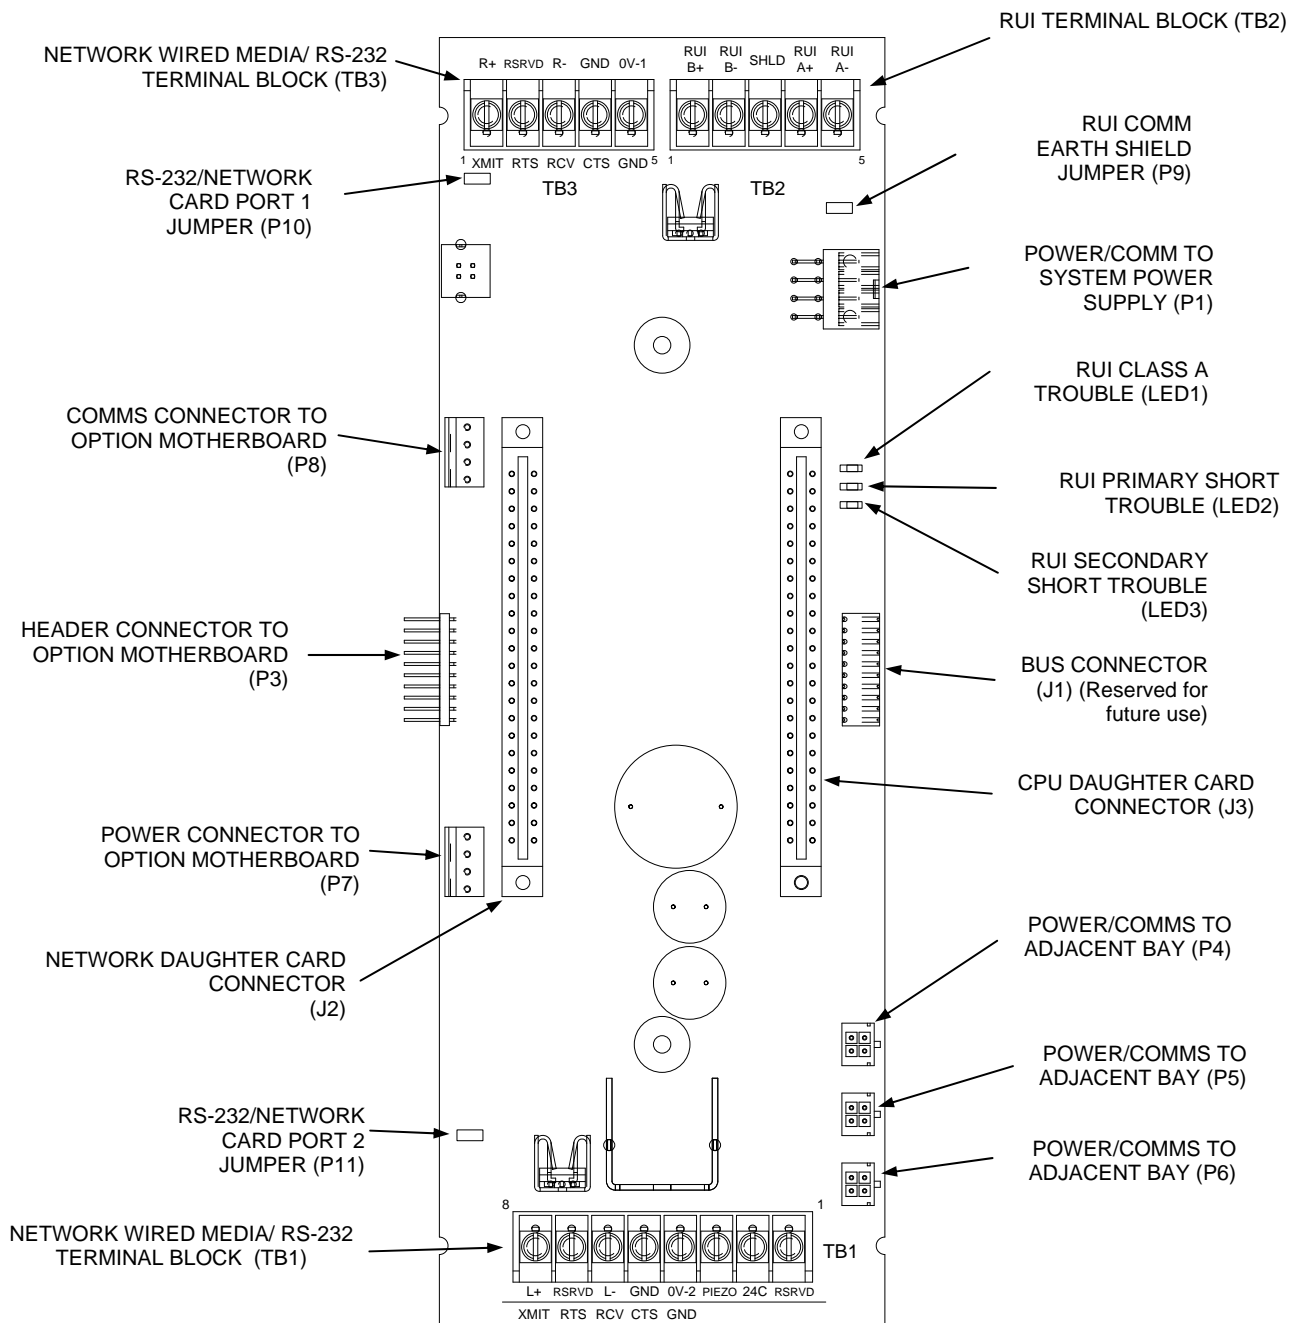 RUI TERMINAL BLOCK (TB2)
NETWORK WIRED MEDIA/ RS-232
TERMINAL BLOCK (TB3)
R+ RSRVD R- GND 0V-1
RUI RUI SHLD RUI RUI
B+ B- A+ A-
1 XMIT RTS RCV CTS GND 5
1 5
TB3
TB2
RUI COMM
EARTH SHIELD
JUMPER (P9)
RS-232/NETWORK
CARD PORT 1
JUMPER (P10)
POWER/COMM TO
SYSTEM POWER
SUPPLY (P1)
RUI CLASS A
TROUBLE (LED1)
COMMS CONNECTOR TO
OPTION MOTHERBOARD
(P8)
RUI PRIMARY SHORT
TROUBLE (LED2)
RUI SECONDARY
SHORT TROUBLE
(LED3)
HEADER CONNECTOR TO
OPTION MOTHERBOARD
(P3)
BUS CONNECTOR
(J1) (Reserved for
future use)
CPU DAUGHTER CARD
CONNECTOR (J3)
POWER CONNECTOR TO
OPTION MOTHERBOARD
(P7)
NETWORK DAUGHTER CARD
CONNECTOR
(J2)
POWER/COMMS TO
ADJACENT BAY (P4)
POWER/COMMS TO
ADJACENT BAY (P5)
RS-232/NETWORK
CARD PORT 2
JUMPER (P11)
POWER/COMMS TO
ADJACENT BAY (P6)
8 1
NETWORK WIRED MEDIA/ RS-232
TERMINAL BLOCK (TB1)
TB1
L+ RSRVD L- GND 0V-2 PIEZO 24C RSRVD
XMIT RTS RCV CTS GND